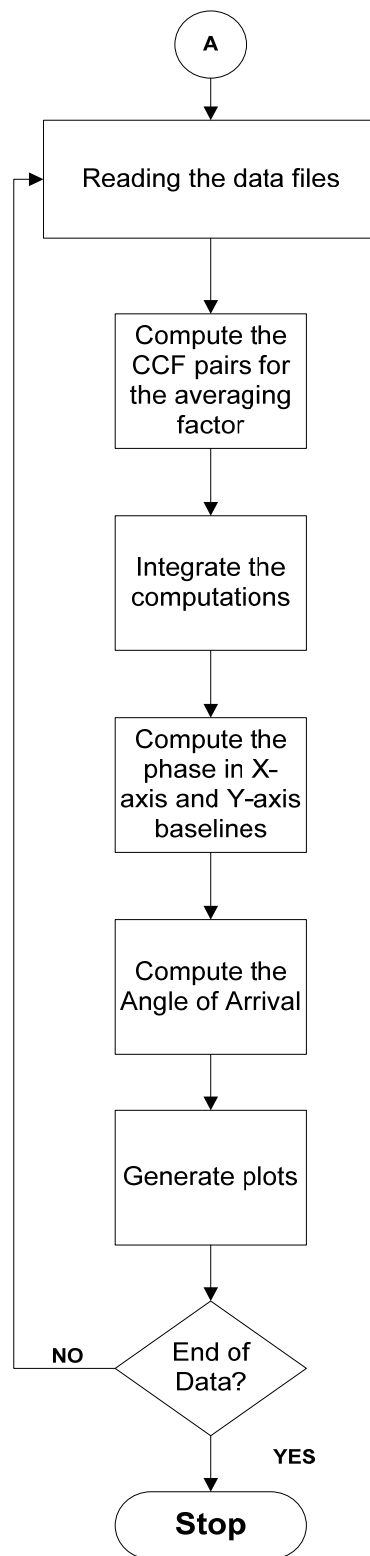 A
Reading the data files
Compute the
CCF pairs for
the averaging
factor
Integrate the
computations
Compute the
phase in X-
axis and Y-axis
baselines
Compute the
Angle of Arrival
Generate plots
End of
Data?
NO
YES
Stop